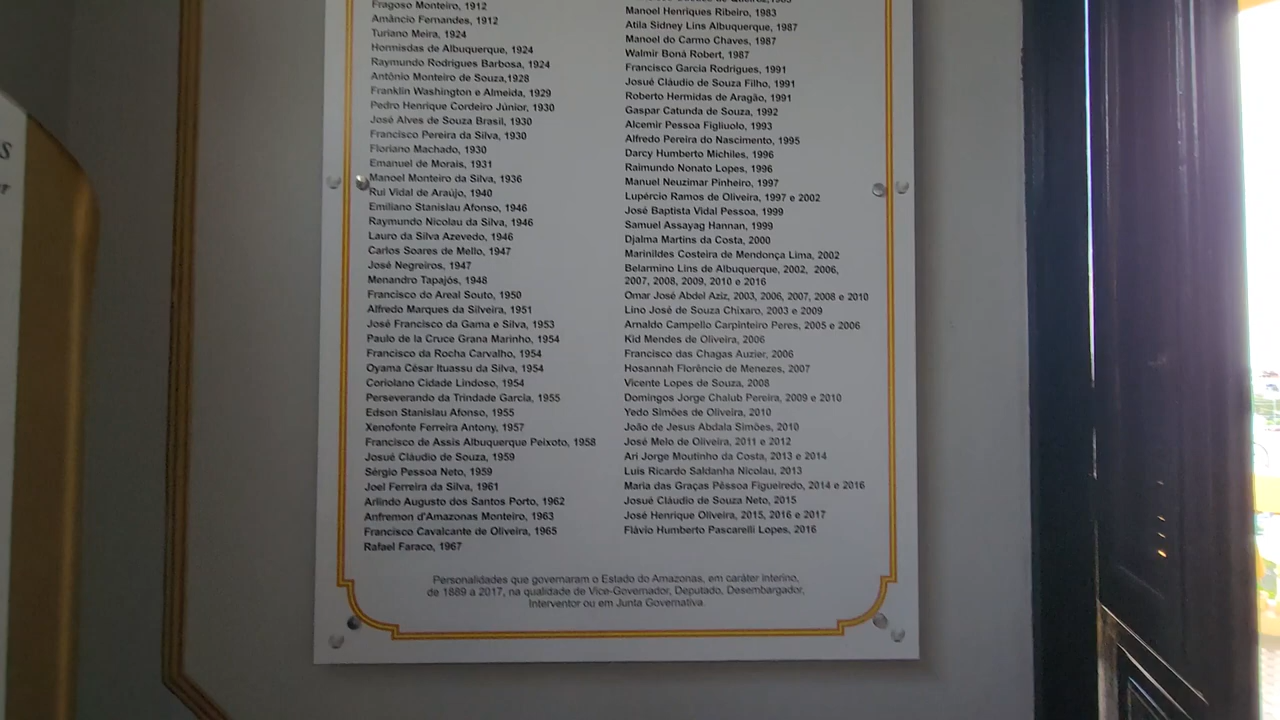 Fragoso Monteiro, 1912
Amâncio Fernandes, 1912
Turiano Meira, 1924
Hormisdas de Albuquerque, 1924
Raymundo Rodrigues Barbosa, 1924
Antônio Monteiro de Souza,1928
Franklin Washington e Almeida, 1929
Pedro Henrique Cordeiro Júnior, 1930
José Alves de Souza Brasil, 1930
Francisco Pereira da Silva, 1930
Floriano Machado, 1930
Emanuel de Morais, 1931
Manoel Monteiro da Silva, 1936
Rui Vidal de Araújo, 1940
Emiliano Stanislau Afonso, 1946
Raymundo Nicolau da Silva, 1946
Lauro da Silva Azevedo, 1946
Carlos Soares de Mello, 1947
José Negreiros, 1947
Menandro Tapajós, 1948
Francisco do Areal Souto, 1950
Alfredo Marques da Silveira, 1951
José Francisco da Gama e Silva, 1953
Paulo de la Cruce Grana Marinho, 1954
Francisco da Rocha Carvalho, 1954
Oyama César Ituassu da Silva, 1954
Coriolano Cidade Lindoso, 1954
Perseverando da Trindade Garcia, 1955
Edson Stanislau Afonso, 1955
Xenofonte Ferreira Antony, 1957
Francisco de Assis Albuquerque Peixoto, 1958
Josué Cláudio de Souza, 1959
Sérgio Pessoa Neto, 1959
Joel Ferreira da Silva, 1961
Arlindo Augusto dos Santos Porto, 1962
Anfremon d'Amazonas Monteiro, 1963
Francisco Cavalcante de Oliveira, 1965
Rafael Faraco, 1967
Manoel Henriques Ribeiro, 1983
Atila Sidney Lins Albuquerque, 1987
Manoel do Carmo Chaves, 1987
Walmir Boná Robert, 1987
Francisco Garcia Rodrigues, 1991
Josué Cláudio de Souza Filho, 1991
Roberto Hermidas de Aragão, 1991
Gaspar Catunda de Souza, 1992
Alcemir Pessoa Figliuolo, 1993
Alfredo Pereira do Nascimento, 1995
Darcy Humberto Michiles, 1996
Raimundo Nonato Lopes, 1996
Manuel Neuzimar Pinheiro, 1997
Lupércio Ramos de Oliveira, 1997 e 2002
José Baptista Vidal Pessoa, 1999
Samuel Assayag Hannan, 1999
Djalma Martins da Costa, 2000
Marinildes Costeira de Mendonça Lima, 2002
Belarmino Lins de Albuquerque, 2002, 2006,
2007, 2008, 2009, 2010 e 2016
Omar José Abdel Aziz, 2003, 2006, 2007, 2008 e 2010
Lino José de Souza Chíxaro, 2003 e 2009
Arnaldo Campello Carpinteiro Peres, 2005 e 2006
Kid Mendes de Oliveira, 2006
Francisco das Chagas Auzier, 2006
Hosannah Florêncio de Menezes, 2007
Vicente Lopes de Souza, 2008
Domingos Jorge Chalub Pereira, 2009 e 2010
Yedo Simões de Oliveira, 2010
João de Jesus Abdala Simões, 2010
José Melo de Oliveira, 2011 e 2012
Ari Jorge Moutinho da Costa, 2013 e 2014
Luis Ricardo Saldanha Nicolau, 2013
Maria das Graças Pêssoa Figueiredo, 2014 e 2016
Josué Cláudio de Souza Neto, 2015
José Henrique Oliveira, 2015, 2016 e 2017
Flávio Humberto Pascarelli Lopes, 2016
Personalidades que governaram o Estado do Amazonas, em caráter interino,
de 1889 a 2017, na qualidade de Vice-Governador, Deputado, Desembargador,
Interventor ou em Junta Governativa.